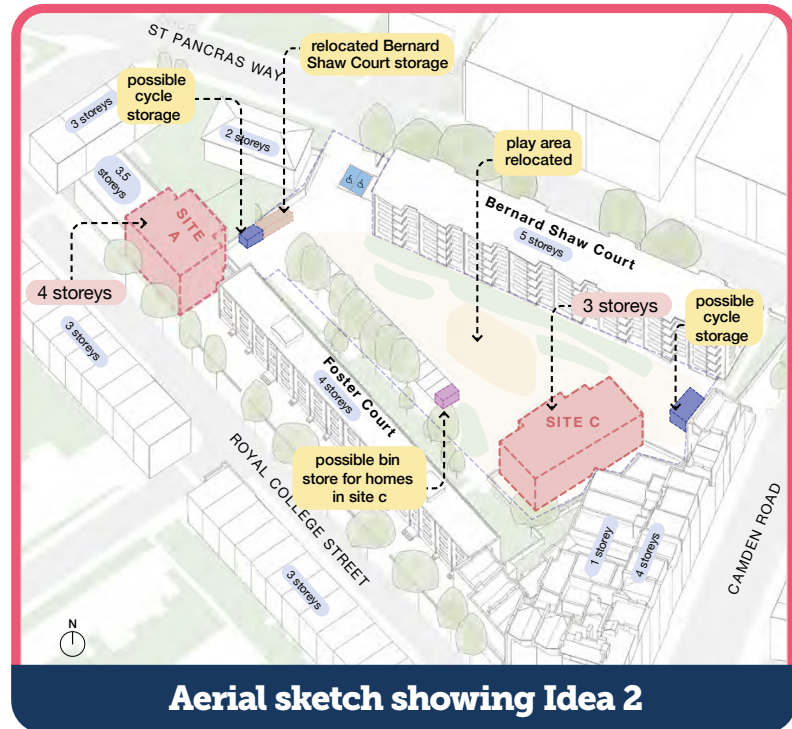 ST PANCRAS WAY
relocated Bernard
Shaw Court storage
possible
cycle
storage
3 storeys
2 storeys
play area
relocated
3.5
storeys
SITE
A
Bernard Shaw Court
5 storeys
4 storeys
3 storeys
possible
cycle
storage
3 storeys
Foster Court
4 storeys
SITE C
possible bin
store for homes
in site c
ROYAL COLLEGE STREET
1 storey
4 storeys
CAMDEN ROAD
3 storeys
N
Aerial sketch showing Idea 2